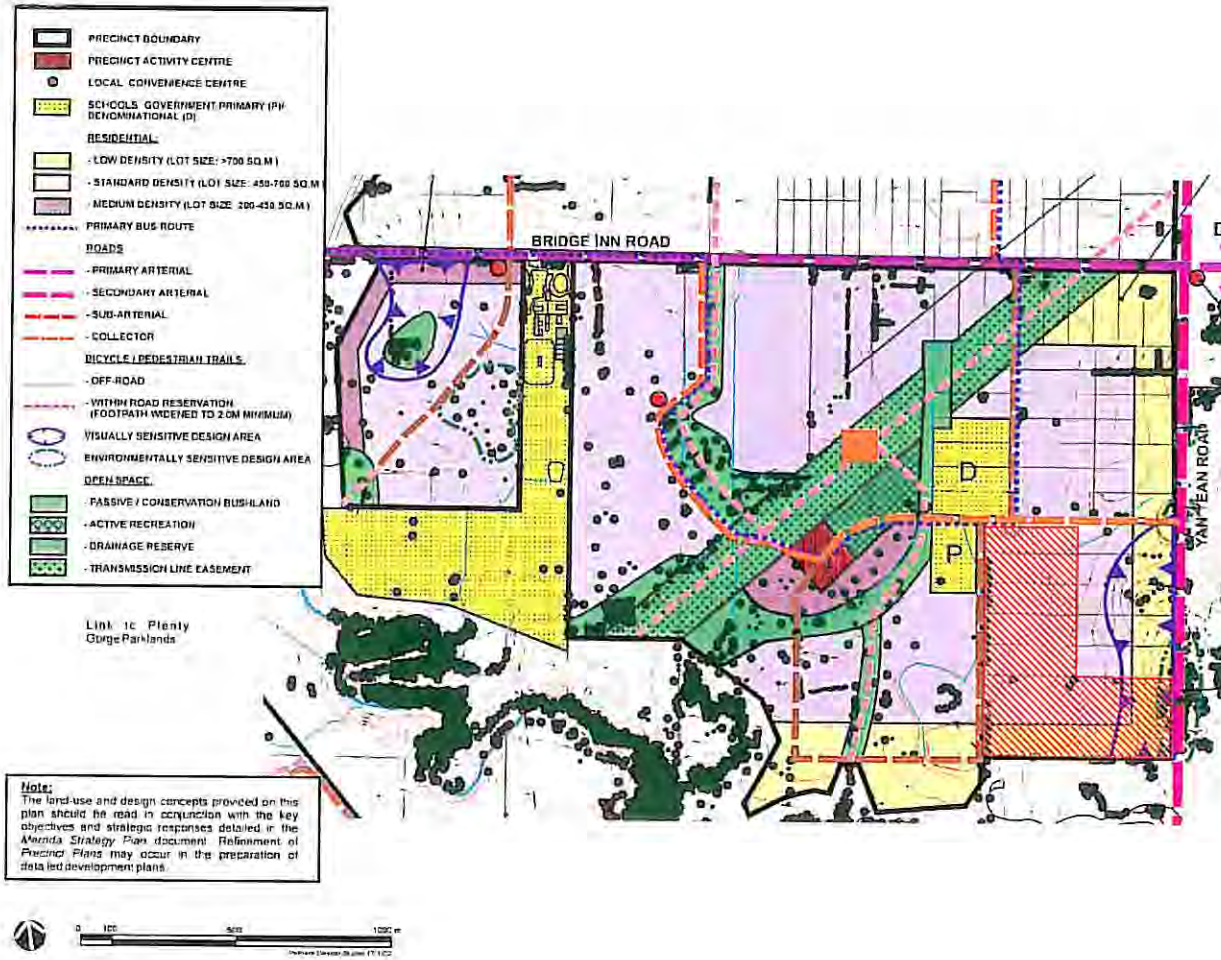 PRECINCT BOUNDARY
PRECINCT ACTIVITY CENTRE
LOCAL CONVENIENCE CENTRE
SCHOOLS GOVERNMENT PRIMARY (P)/
DENOMINATIONAL (D)
RESIDENTIAL:
- LOW DENSITY (LOT SIZE: >700 SQ.M)
- STANDARD DENSITY (LOT SIZE: 450-700 SQ.M
- MEDIUM DENSITY (LOT SIZE 200-450 SQ.M)
PRIMARY BUS ROUTE
ROADS
- PRIMARY ARTERIAL
- SECONDARY ARTERIAL
- SUB-ARTERIAL
- COLLECTOR
BICYCLE / PEDESTRIAN TRAILS
- OFF-ROAD
- WITHIN ROAD RESERVATION
(FOOTPATH WIDENED TO 2.0M MINIMUM)
VISUALLY SENSITIVE DESIGN AREA
ENVIRONMENTALLY SENSITIVE DESIGN AREA
OPEN SPACE
- PASSIVE / CONSERVATION BUSHLAND
- ACTIVE RECREATION
- DRAINAGE RESERVE
- TRANSMISSION LINE EASEMENT
BRIDGE INN ROAD
D
D
P
YAN YEAN ROAD
Link to Plenty
Gorge Parklands
Note:
The land-use and design concepts provided on this
plan should be read in conjunction with the key
objectives and strategic responses detailed in the
Strategy Plan document. Refinement of
Precinct Plans may occur in the preparation of
detailed development plans.
0 100 500 1000 m